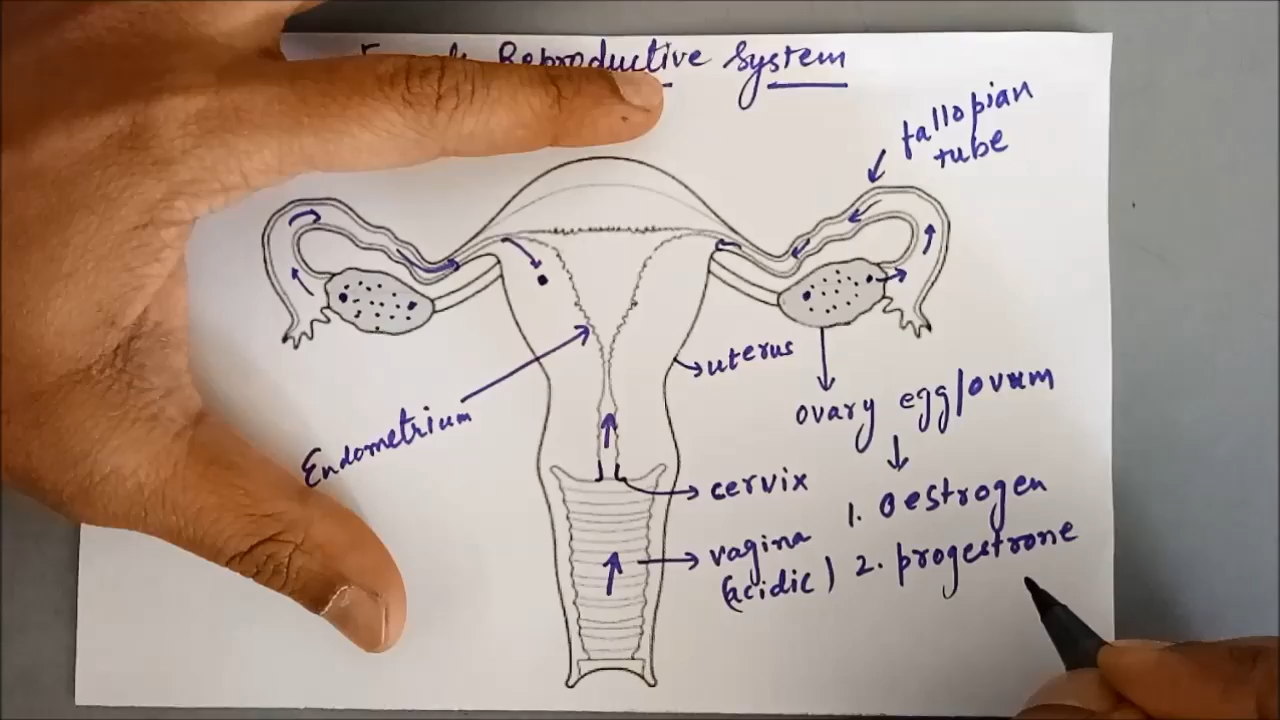 Reproductive System
fallopian
tube
uterus
ovary egg/ovum
Endometrium
cervix
1. Oestrogen
vagina
(acidic)
2. progestrone